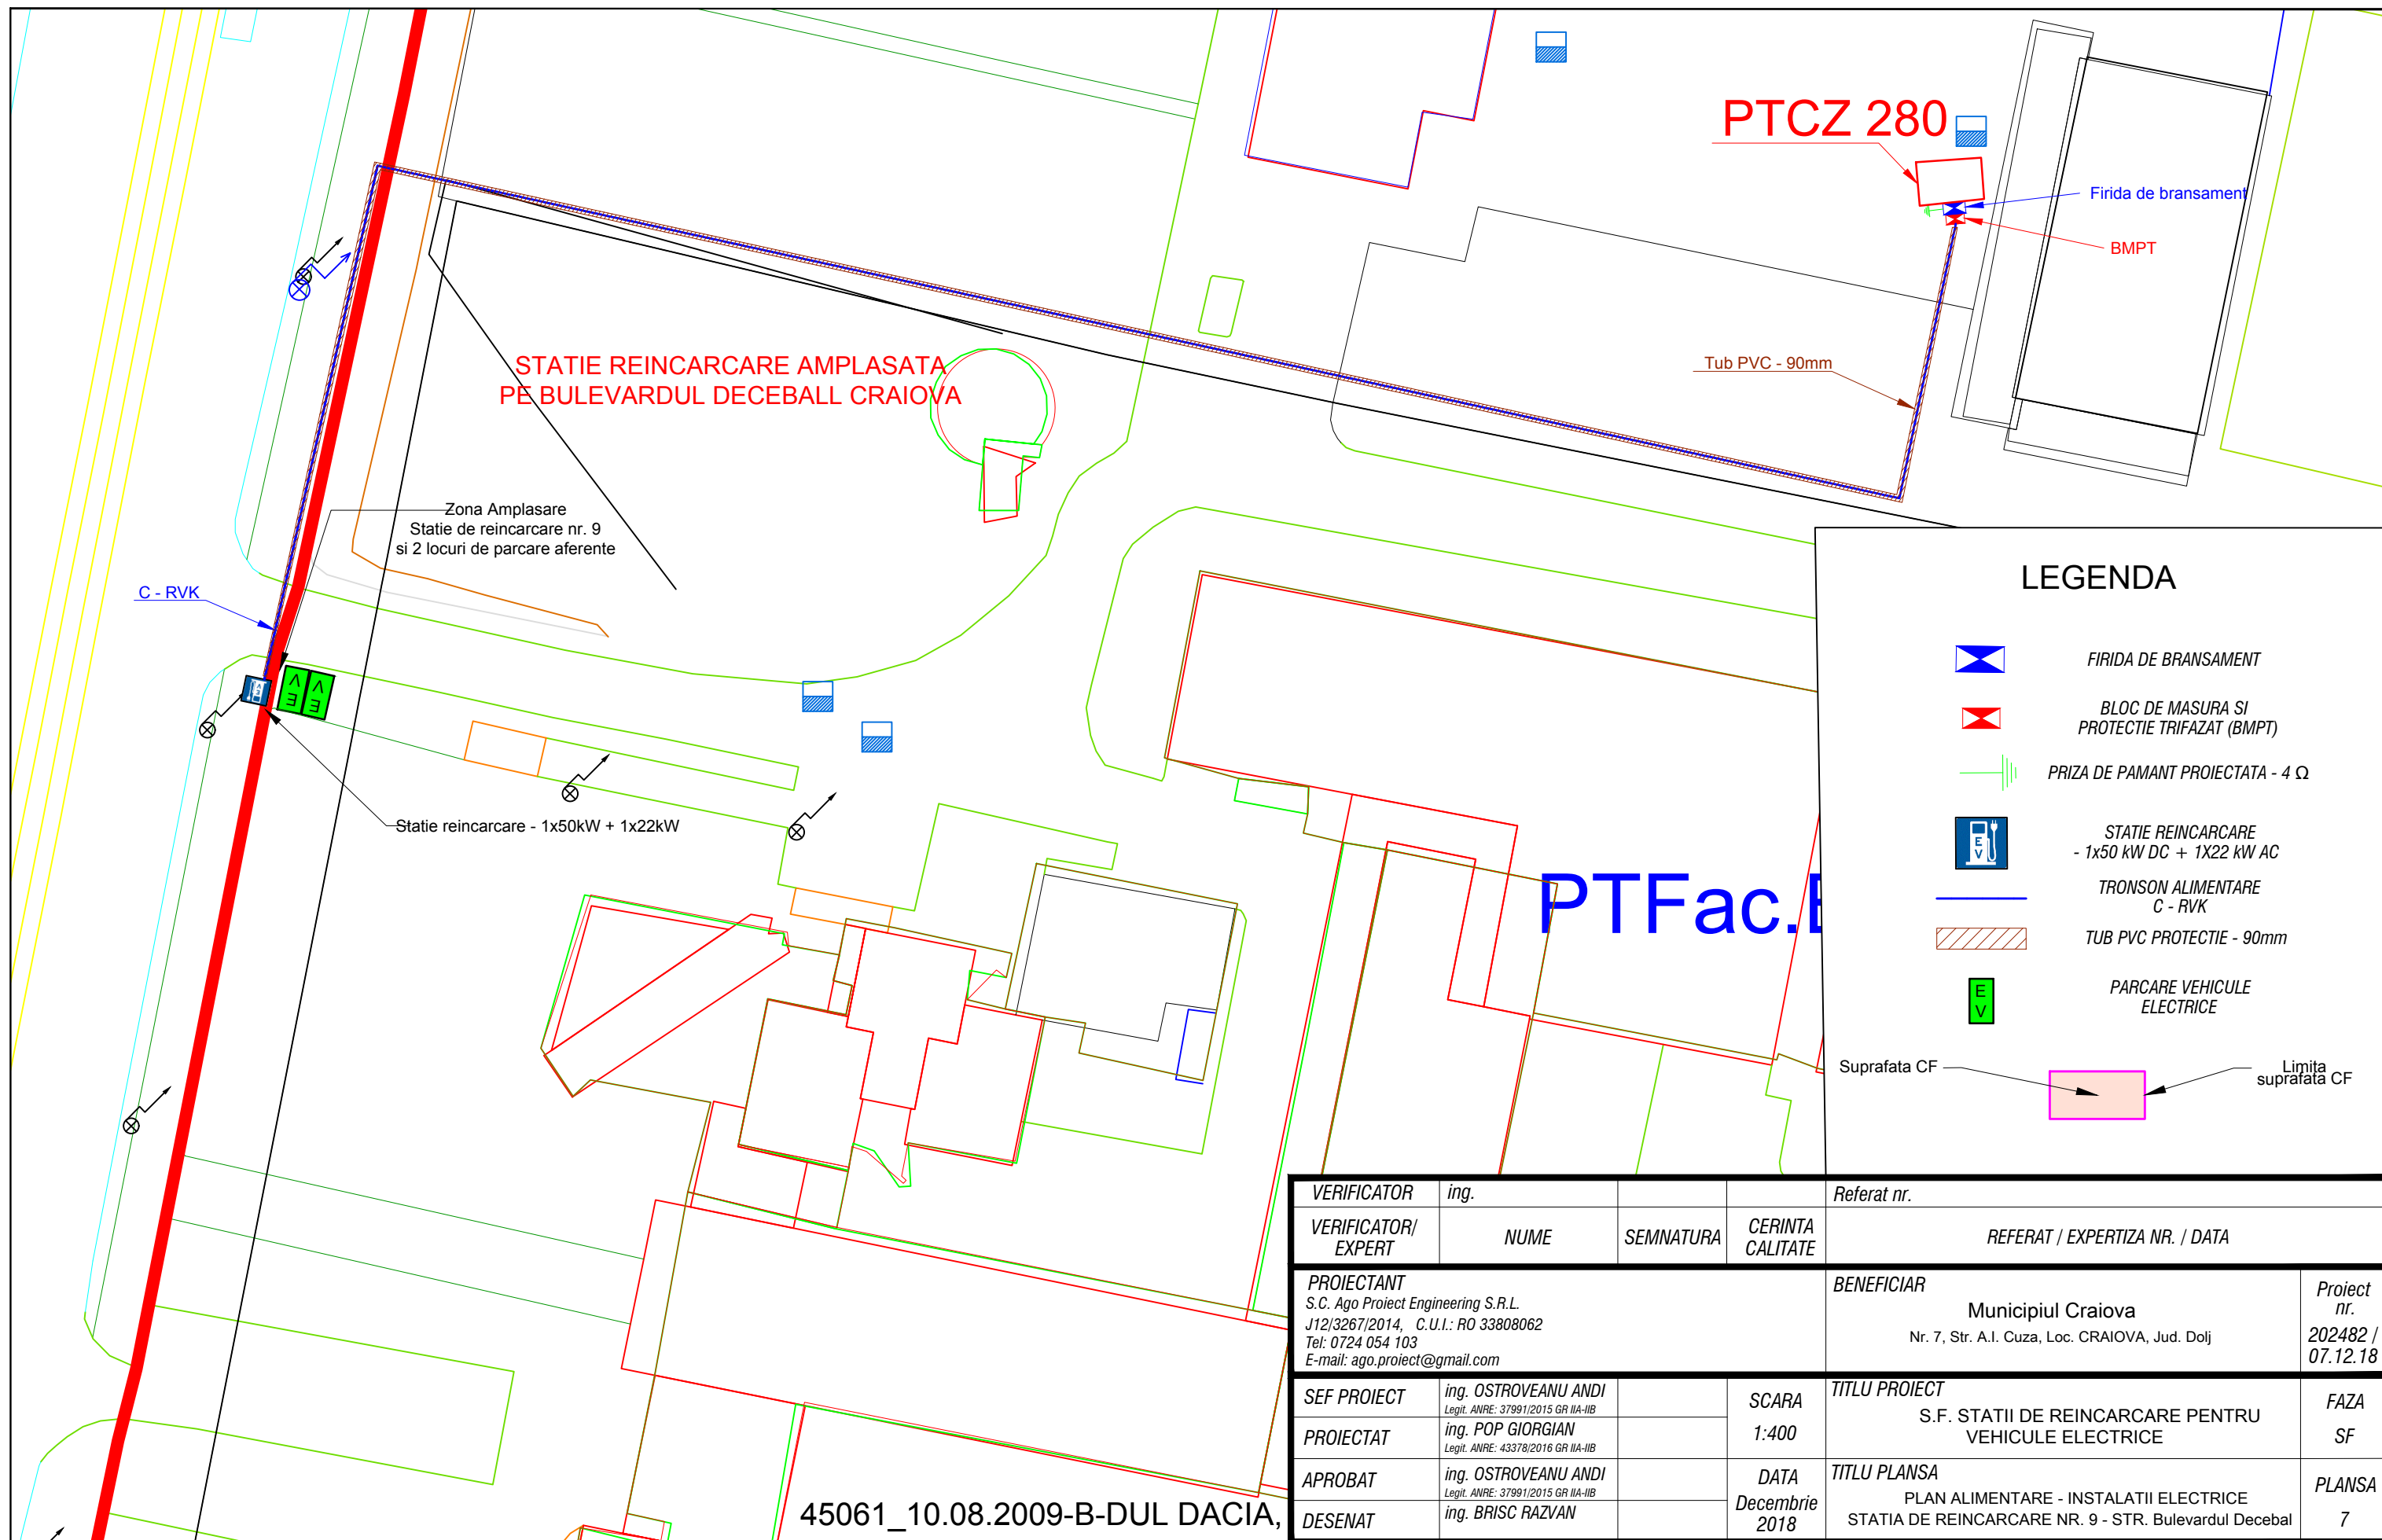 PTCZ 280
Firida de bransament
BMPT
STATIE REINCARCARE AMPLASATA
PE BULEVARDUL DECEBALL CRAIOVA
Tub PVC - 90mm
Zona Amplasare
Statie de reincarcare nr. 9
si 2 locuri de parcare aferente
C - RVK
EV
EV
EV
Statie reincarcare - 1x50kW + 1x22kW
PTFac.
LEGENDA
FIRIDA DE BRANSAMENT
BLOC DE MASURA SI
PROTECTIE TRIFAZAT (BMPT)
PRIZA DE PAMANT PROIECTATA - 4 Ω
EV
STATIE REINCARCARE
- 1x50 kW DC + 1X22 kW AC
TRONSON ALIMENTARE
C - RVK
TUB PVC PROTECTIE - 90mm
E
V
PARCARE VEHICULE
ELECTRICE
Suprafata CF
Limita
suprafata CF
VERIFICATOR ing. Referat nr.
VERIFICATOR/
EXPERT
NUME
SEMNATURA
CERINTA
CALITATE
REFERAT / EXPERTIZA NR. / DATA
PROIECTANT
S.C. Ago Proiect Engineering S.R.L.
J12/3267/2014, C.U.I.: RO 33808062
Tel: 0724 054 103
E-mail: ago.proiect@gmail.com
BENEFICIAR
Municipiul Craiova
Nr. 7, Str. A.I. Cuza, Loc. CRAIOVA, Jud. Dolj
Proiect
nr.
202482 /
07.12.18
SEF PROIECT
ing. OSTROVEANU ANDI
Legit. ANRE: 37991/2015 GR IIA-IIB
PROIECTAT
ing. POP GIORGIAN
Legit. ANRE: 43378/2016 GR IIA-IIB
SCARA
1:400
TITLU PROIECT
S.F. STATII DE REINCARCARE PENTRU
VEHICULE ELECTRICE
FAZA
SF
APROBAT
ing. OSTROVEANU ANDI
Legit. ANRE: 37991/2015 GR IIA-IIB
DESENAT
ing. BRISC RAZVAN
DATA
Decembrie
2018
TITLU PLANSA
PLAN ALIMENTARE - INSTALATII ELECTRICE
STATIA DE REINCARCARE NR. 9 - STR. Bulevardul Decebal
PLANSA
7
45061_10.08.2009-B-DUL DACIA,